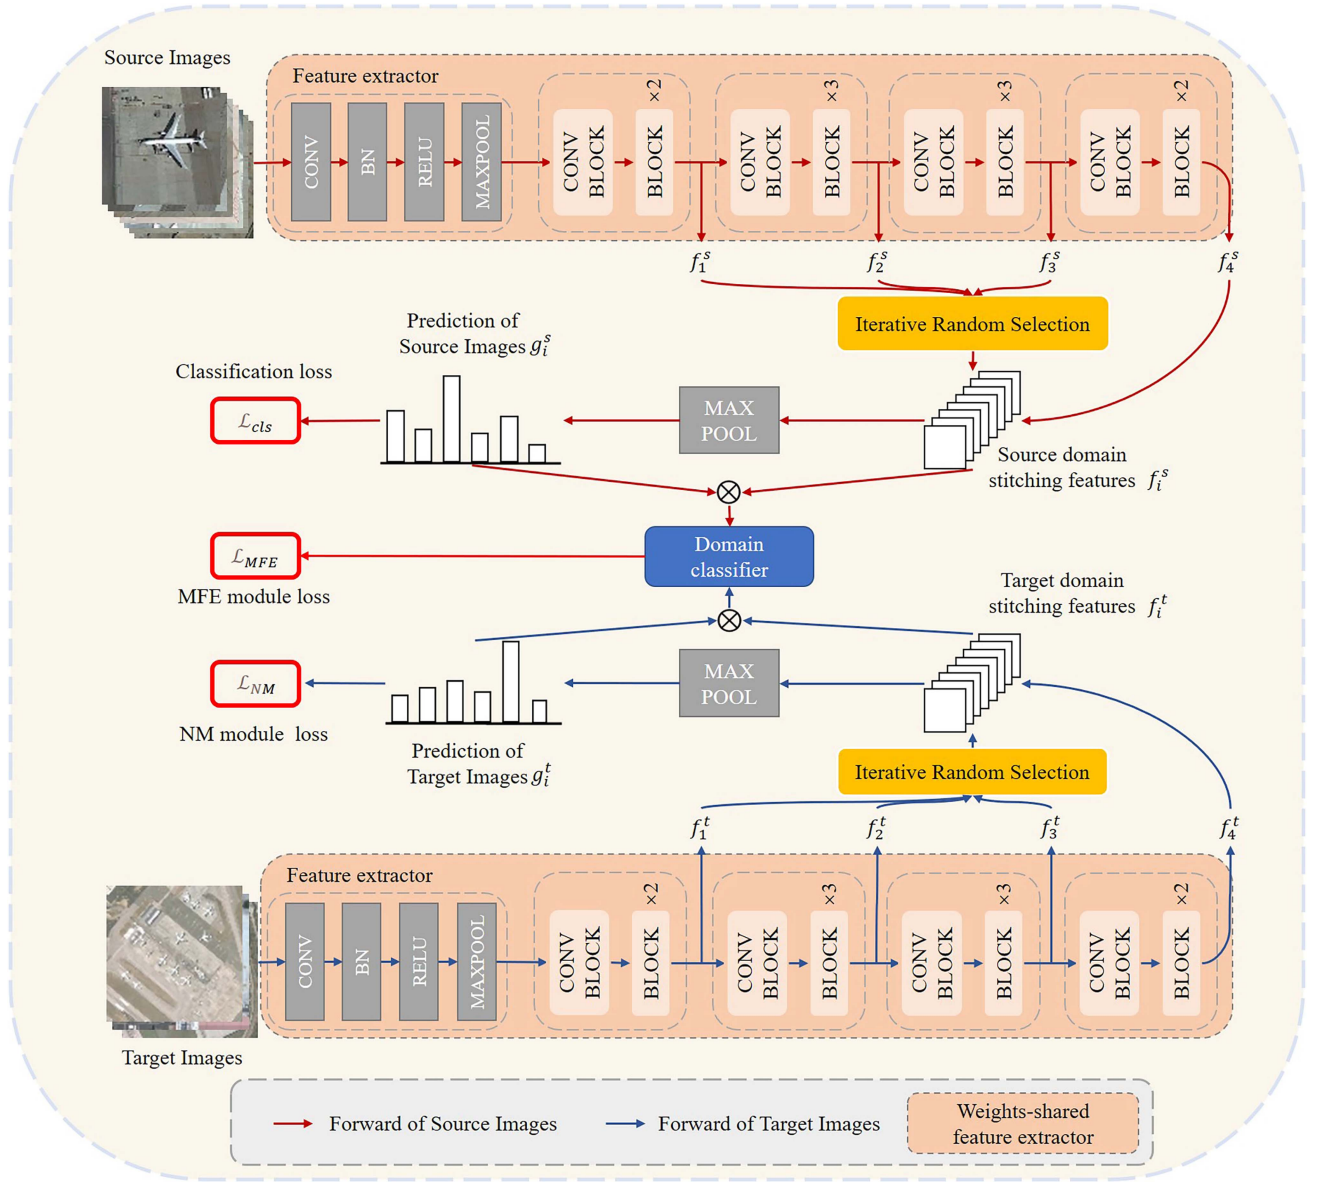 Source Images
Feature extractor
CONV
BN
RELU
MAXPOOL
CONV
BLOCK
BLOCK
×2
CONV
BLOCK
BLOCK
×3
CONV
BLOCK
BLOCK
×3
CONV
BLOCK
BLOCK
×2
f₁ˢ
f₂ˢ
f₃ˢ
f₄ˢ
Iterative Random Selection
Prediction of
Source Images gᵢˢ
Classification loss
ℒcls
MAX
POOL
Source domain
stitching features fᵢˢ
Domain
classifier
ℒMFE
MFE module loss
Target domain
stitching features fᵢᵗ
MAX
POOL
ℒNM
NM module loss
Prediction of
Target Images gᵢᵗ
Iterative Random Selection
f₁ᵗ
f₂ᵗ
f₃ᵗ
f₄ᵗ
Feature extractor
CONV
BN
RELU
MAXPOOL
CONV
BLOCK
BLOCK
×2
CONV
BLOCK
BLOCK
×3
CONV
BLOCK
BLOCK
×3
CONV
BLOCK
BLOCK
×2
Target Images
Forward of Source Images
Forward of Target Images
Weights-shared
feature extractor